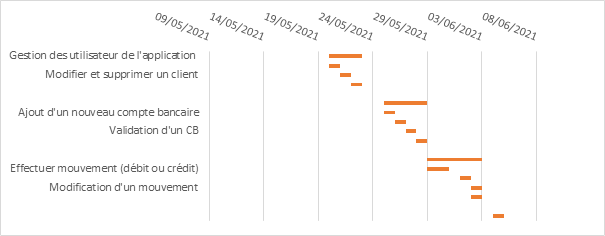 09/05/2021 14/05/2021 19/05/2021 24/05/2021 29/05/2021 03/06/2021 08/06/2021
Gestion des utilisateur de l'application
Modifier et supprimer un client
Ajout d'un nouveau compte bancaire
Validation d'un CB
Effectuer mouvement (débit ou crédit)
Modification d'un mouvement